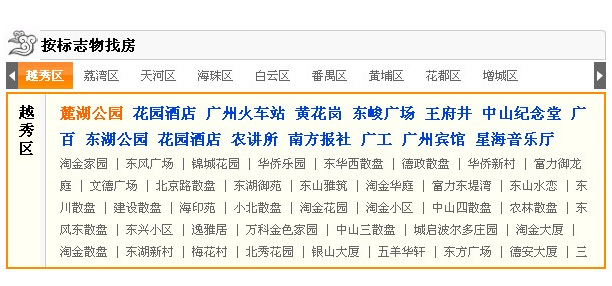 按标志物找房
越秀区 荔湾区 天河区 海珠区 白云区 番禺区 黄埔区 花都区 增城区
越秀区
麓湖公园 花园酒店 广州火车站 黄花岗 东峻广场 王府井 中山纪念堂 广
百 东湖公园 花园酒店 农讲所 南方报社 广工 广州宾馆 星海音乐厅
淘金家园 | 东风广场 | 锦城花园 | 华侨乐园 | 东华西散盘 | 德政散盘 | 华侨新村 | 富力御龙
庭 | 文德广场 | 北京路散盘 | 东湖御苑 | 东山雅筑 | 淘金华庭 | 富力东堤湾 | 东山水恋 | 东
川散盘 | 建设散盘 | 海印苑 | 小北散盘 | 淘金花园 | 淘金小区 | 中山四散盘 | 农林散盘 | 东
风东散盘 | 东兴小区 | 逸雅居 | 万科金色家园 | 中山三散盘 | 城启波尔多庄园 | 淘金大厦 |
淘金散盘 | 东湖新村 | 梅花村 | 北秀花园 | 银山大厦 | 五羊华轩 | 东方广场 | 德安大厦 | 三